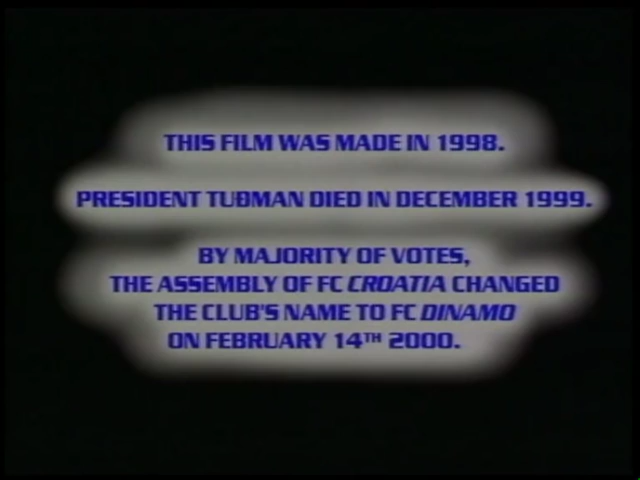 THIS FILM WAS MADE IN 1998.
PRESIDENT TUĐMAN DIED IN DECEMBER 1999.
BY MAJORITY OF VOTES,
THE ASSEMBLY OF FC CROATIA CHANGED
THE CLUB'S NAME TO FC DINAMO
ON FEBRUARY 14TH 2000.